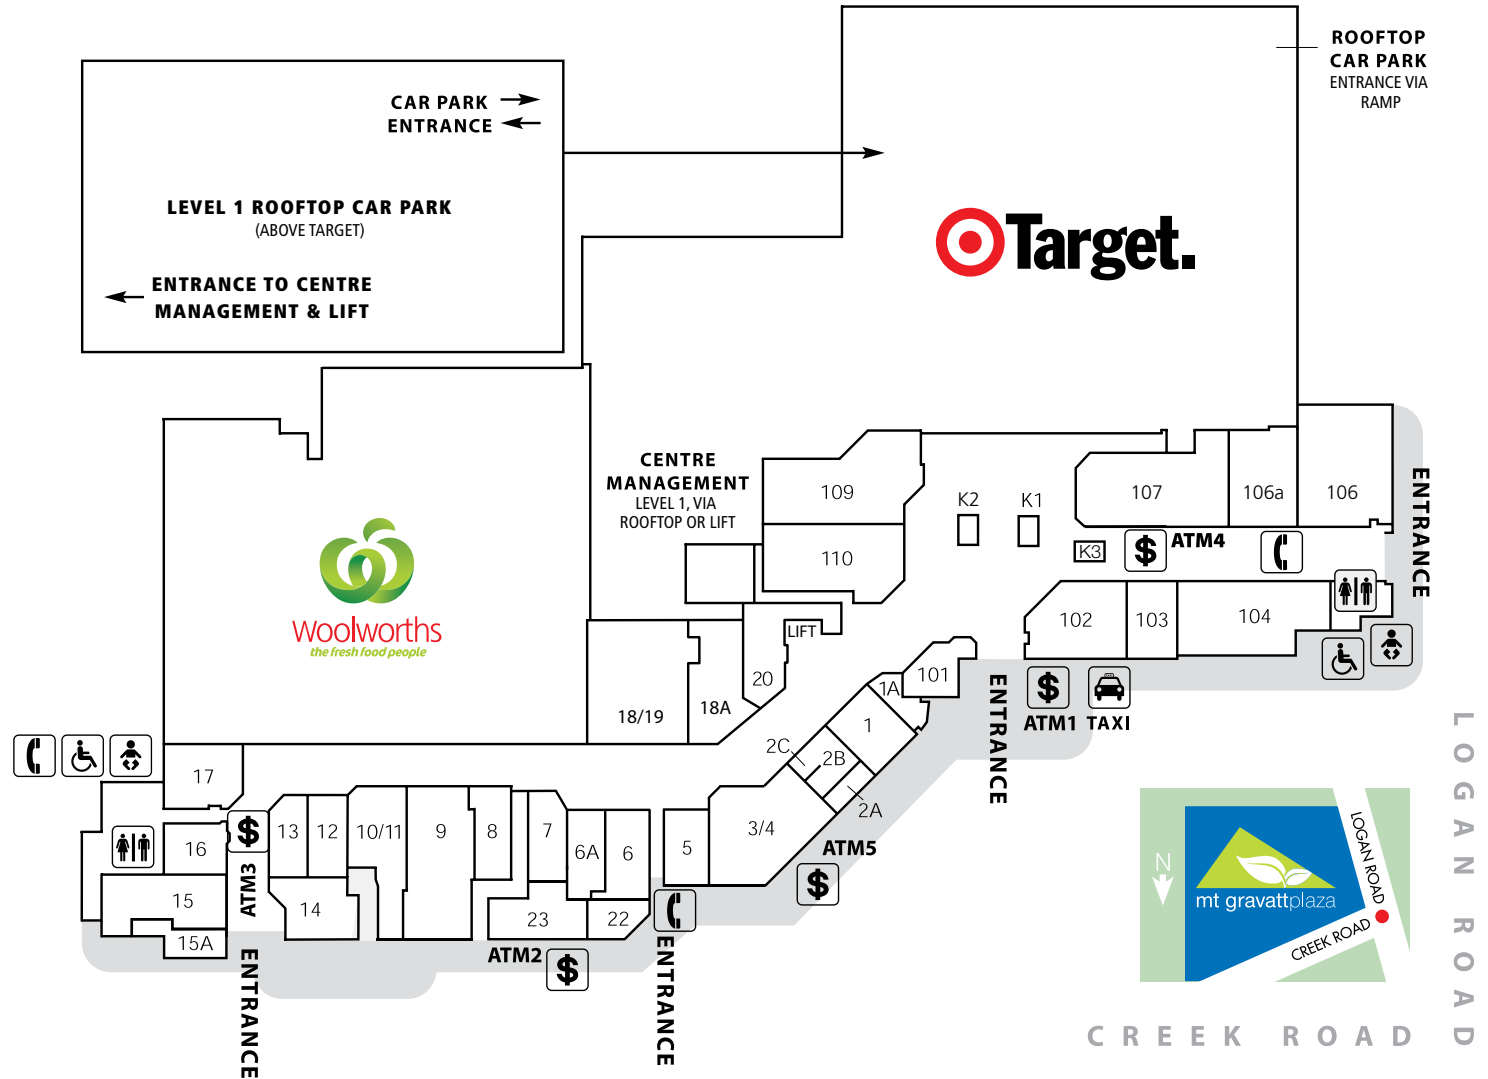 ROOFTOP
CAR PARK
ENTRANCE VIA
RAMP
CAR PARK
ENTRANCE
LEVEL 1 ROOFTOP CAR PARK
(ABOVE TARGET)
ENTRANCE TO CENTRE
MANAGEMENT & LIFT
Target.
CENTRE
MANAGEMENT
LEVEL 1, VIA
ROOFTOP OR LIFT
109
110
K2
K1
K3
107
106a
106
$
ATM4
ENTRANCE
102
103
104
Woolworths
the fresh food people
LIFT
20
18/19
18A
101
1A
1
2C
2B
2A
3/4
ENTRANCE
$
ATM1
TAXI
17
16
15
15A
$
ATM3
13
12
10/11
9
8
7
6A
6
5
14
23
22
ATM5
$
ATM2
$
ENTRANCE
ENTRANCE
N
mt gravattplaza
LOGAN ROAD
CREEK ROAD
LOGAN ROAD
CREEK ROAD